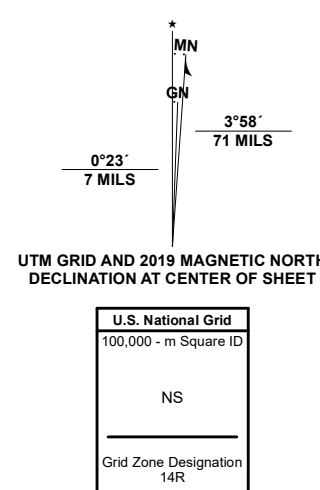 MN
GN
3°58´
71 MILS
0°23´
7 MILS
UTM GRID AND 2019 MAGNETIC NORTH
DECLINATION AT CENTER OF SHEET
U.S. National Grid
100,000 - m Square ID
NS
Grid Zone Designation
14R